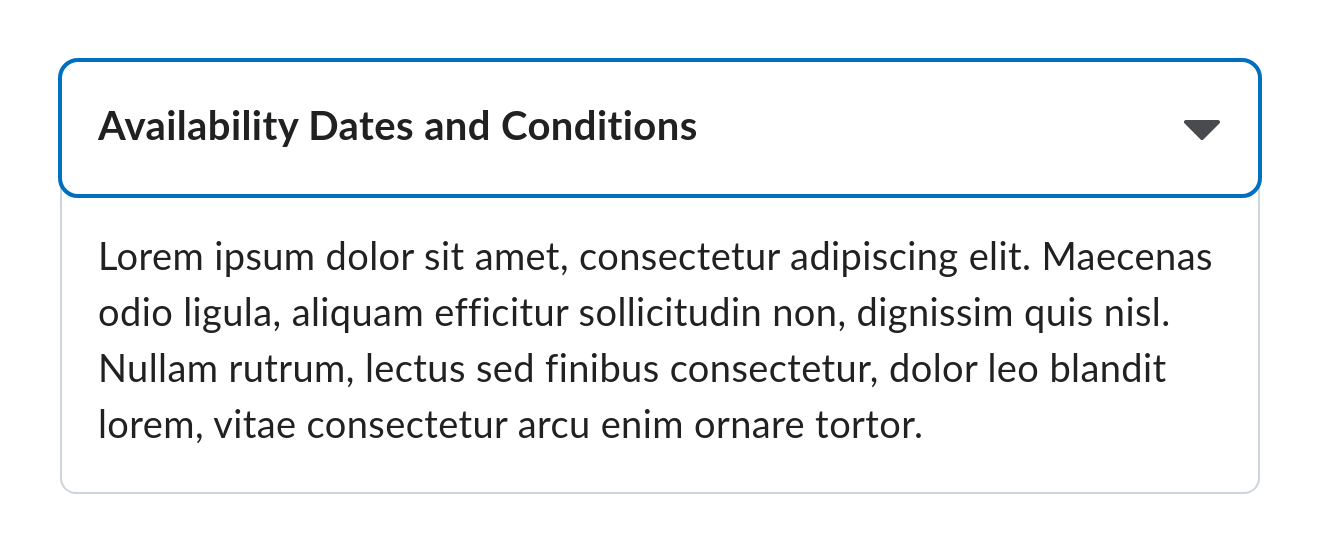 Availability Dates and Conditions
Lorem ipsum dolor sit amet, consectetur adipiscing elit. Maecenas
odio ligula, aliquam efficitur sollicitudin non, dignissim quis nisl.
Nullam rutrum, lectus sed finibus consectetur, dolor leo blandit
lorem, vitae consectetur arcu enim ornare tortor.